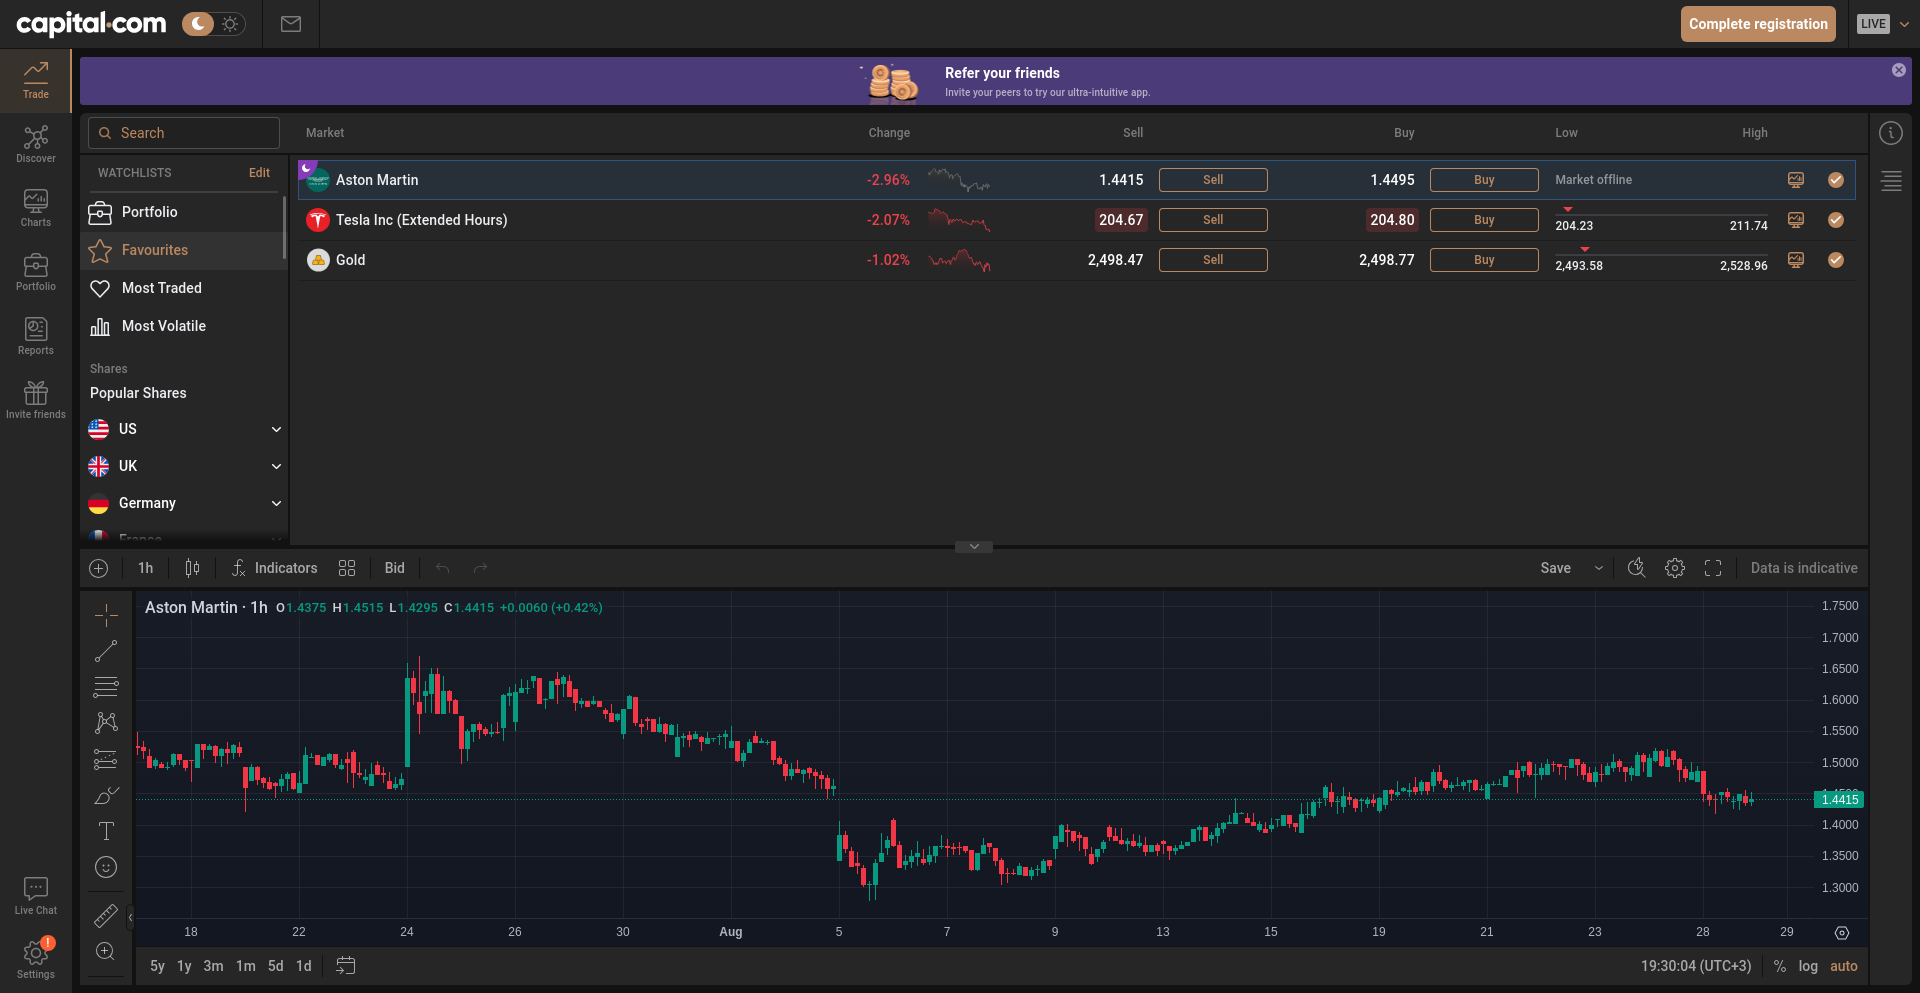 capital.com
Complete registration
LIVE
Refer your friends
Invite your peers to try our ultra-intuitive app.
Trade
Discover
Charts
Portfolio
Reports
Invite friends
Live Chat
!
Settings
Search
WATCHLISTS Edit
Portfolio
Favourites
Most Traded
Most Volatile
Shares
Popular Shares
US
UK
Germany
France
Market Change Sell Buy Low High
Aston Martin -2.96% 1.4415 Sell 1.4495 Buy Market offline
Tesla Inc (Extended Hours) -2.07% 204.67 Sell 204.80 Buy 204.23 211.74
Gold -1.02% 2,498.47 Sell 2,498.77 Buy 2,493.58 2,528.96
1h Indicators Bid Save Data is indicative
Aston Martin · 1h O1.4375 H1.4515 L1.4295 C1.4415 +0.0060 (+0.42%)
1.7500
1.7000
1.6500
1.6000
1.5500
1.5000
1.4415
1.4000
1.3500
1.3000
18 22 24 26 30 Aug 5 7 9 13 15 19 21 23 28 29
5y 1y 3m 1m 5d 1d 19:30:04 (UTC+3) % log auto